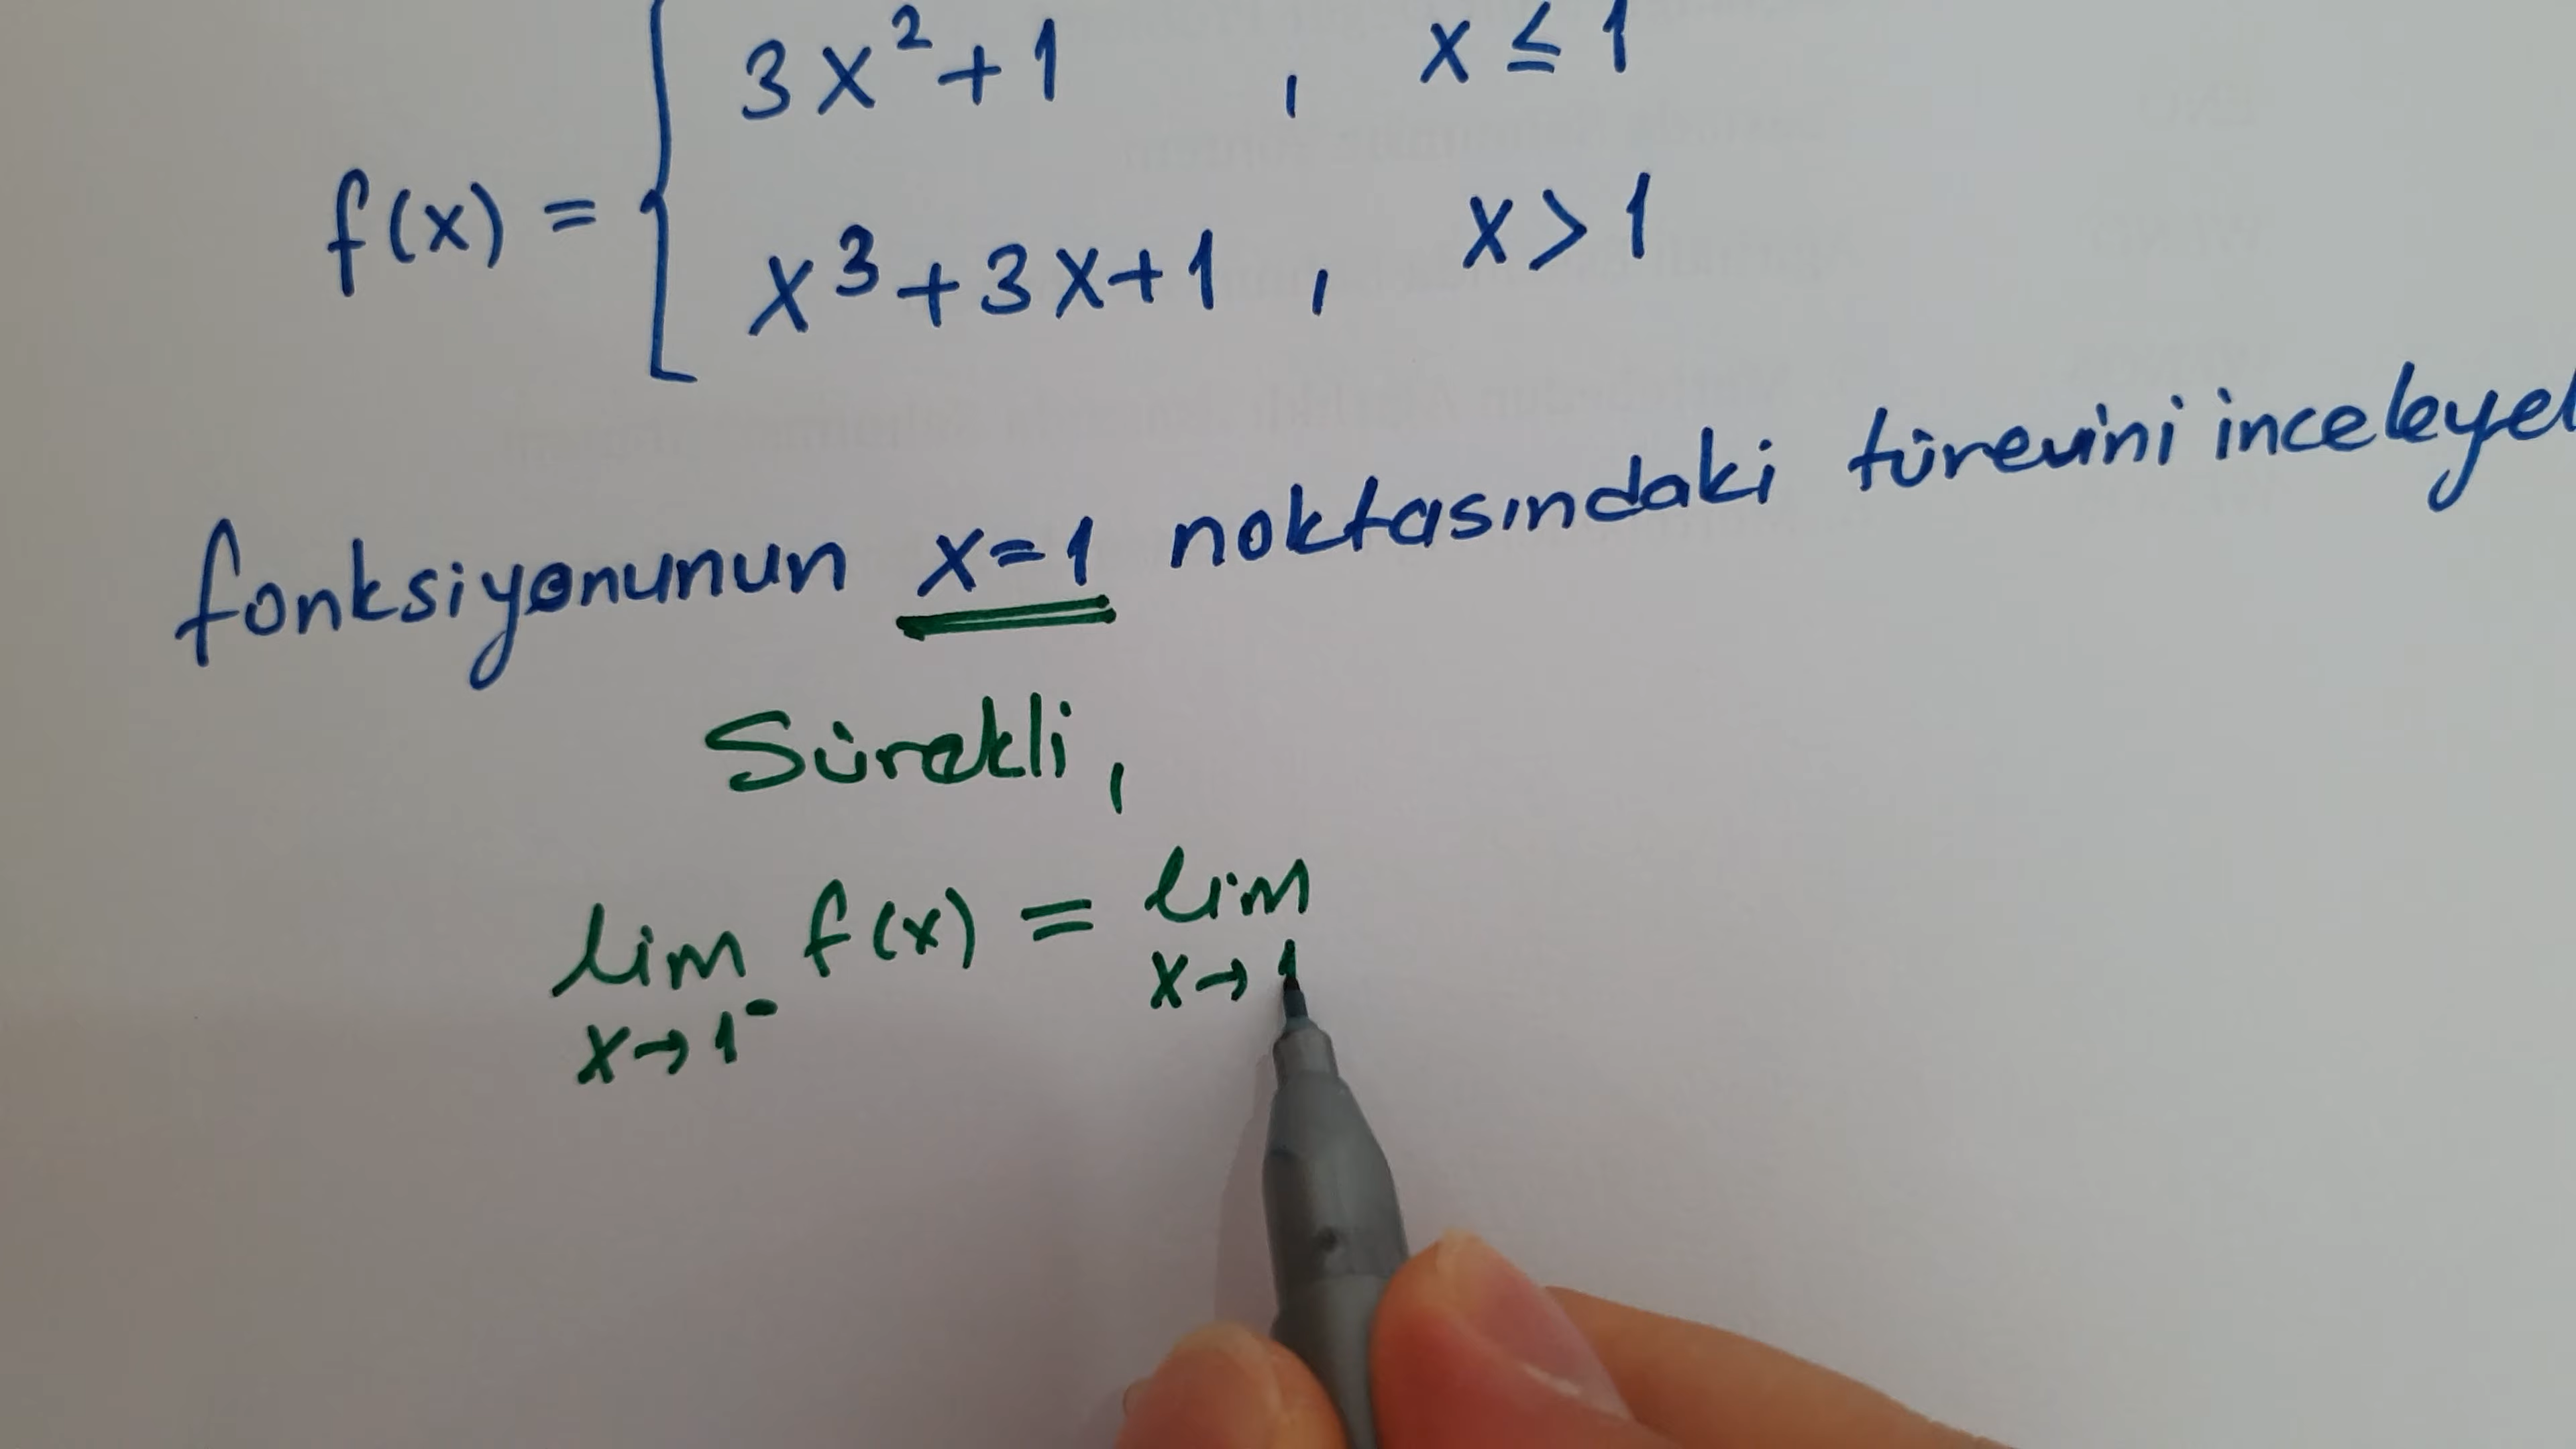 3x²+1 , x ≤ 1
f(x) =
x³+3x+1 , x > 1
fonksiyonunun x=1 noktasındaki türevini inceleyel
Sürekli,
lim f(x) = lim
x→1⁻ x→1